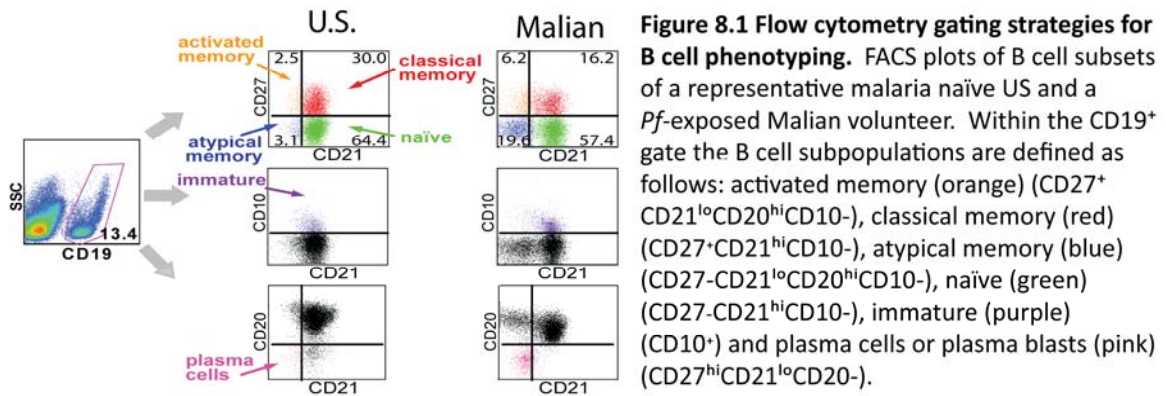 U.S.
Malian
activated
memory
2.5
30.0
classical
memory
CD27
atypical
memory
3.1
64.4
naïve
CD21
6.2
16.2
CD27
19.6
57.4
CD21
SSC
13.4
CD19
immature
CD10
CD21
CD10
CD21
CD20
plasma
cells
CD21
CD20
CD21
Figure 8.1 Flow cytometry gating strategies for
B cell phenotyping. FACS plots of B cell subsets
of a representative malaria naïve US and a
Pf-exposed Malian volunteer. Within the CD19⁺
gate the B cell subpopulations are defined as
follows: activated memory (orange) (CD27⁺
CD21ˡᵒCD20ʰⁱCD10-), classical memory (red)
(CD27⁺CD21ʰⁱCD10-), atypical memory (blue)
(CD27-CD21ˡᵒCD20ʰⁱCD10-), naïve (green)
(CD27-CD21ʰⁱCD10-), immature (purple)
(CD10⁺) and plasma cells or plasma blasts (pink)
(CD27ʰⁱCD21ˡᵒCD20-).